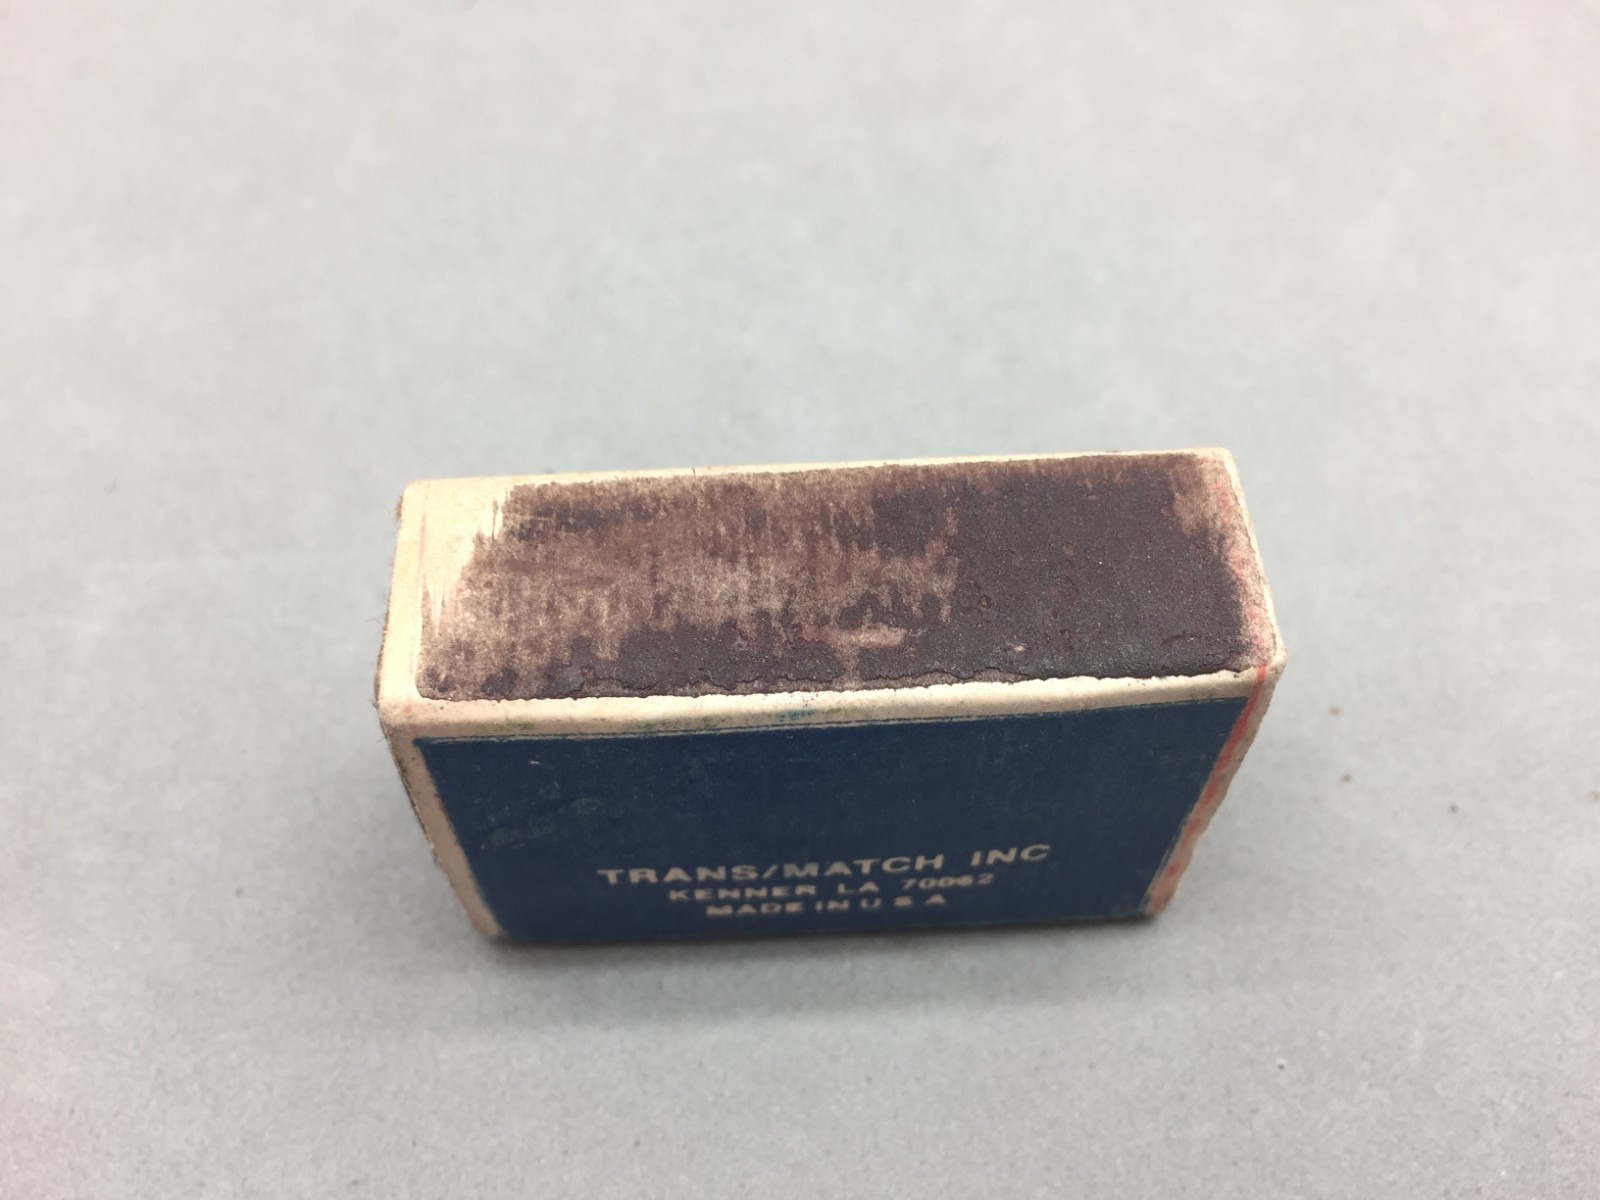 TRANS/MATCH INC
KENNER LA 70062
MADE IN U S A